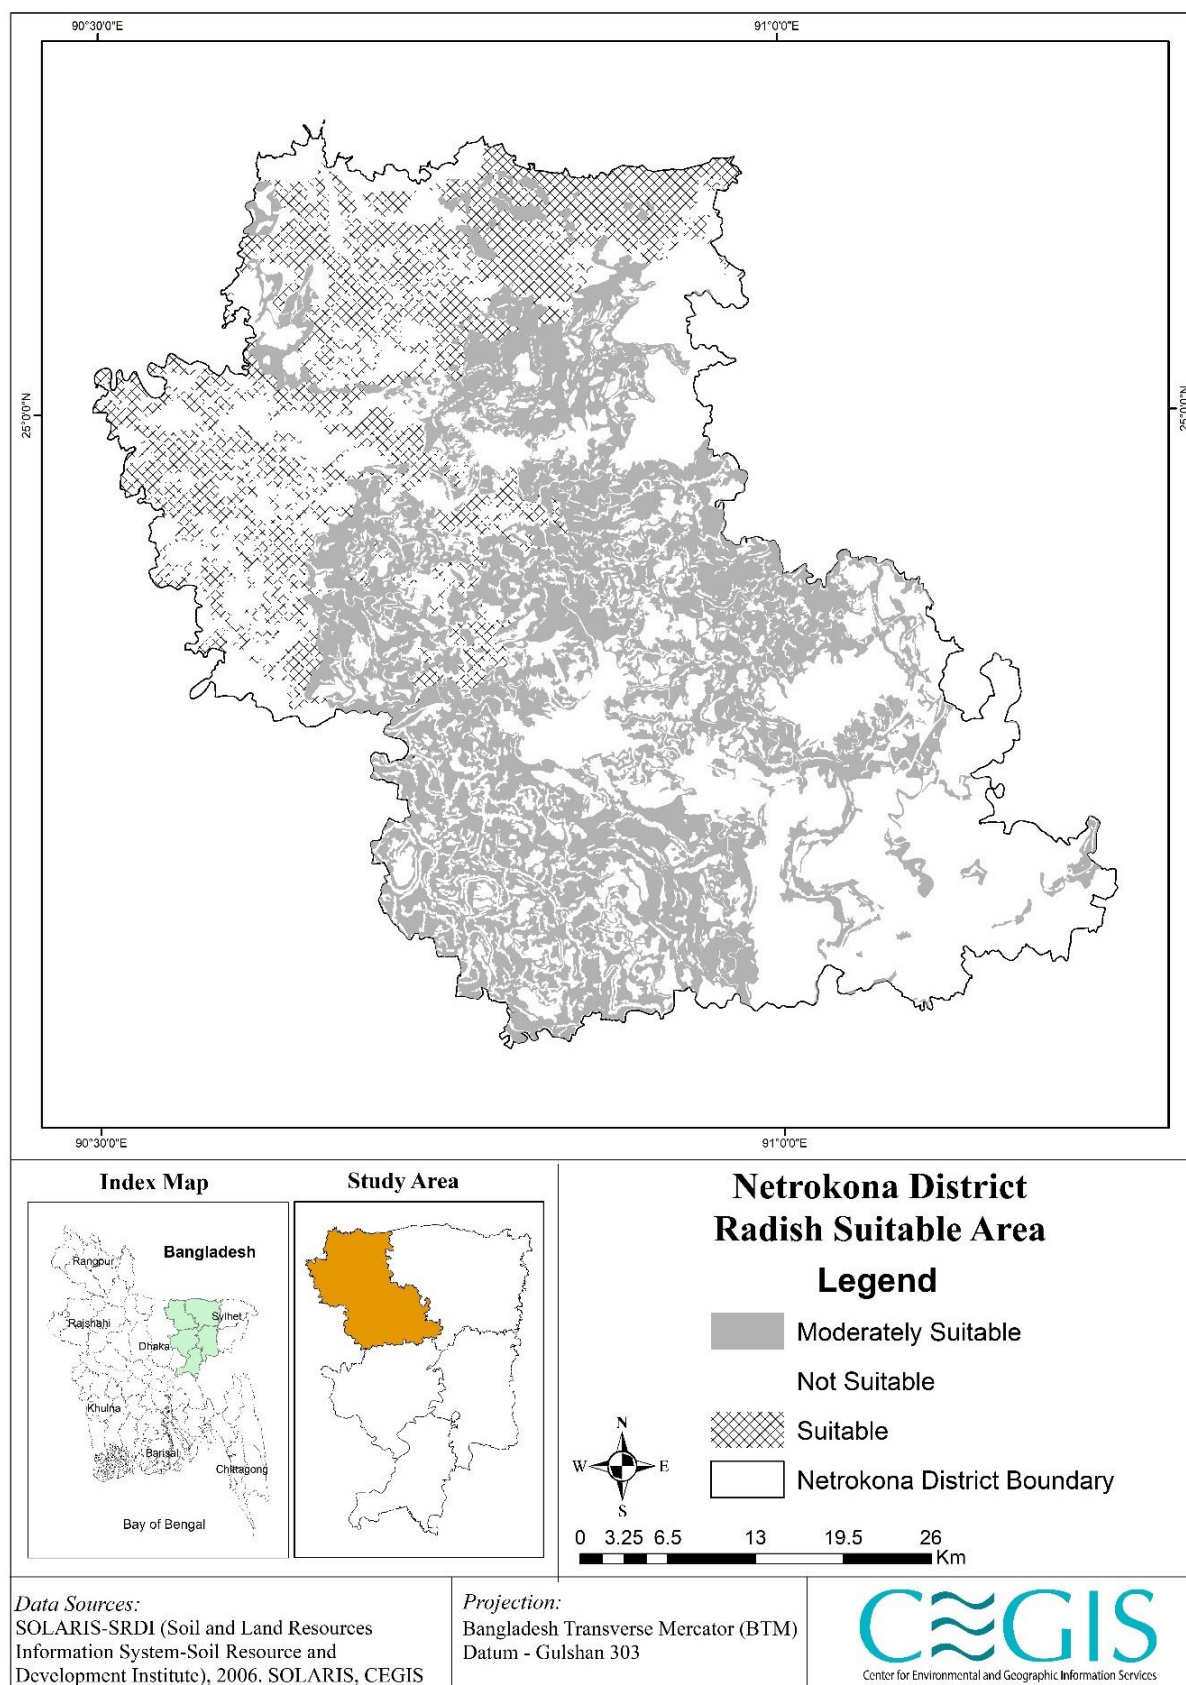 90°30'0"E
91°0'0"E
25°0'0"N
25°0'0"N
90°30'0"E
91°0'0"E
Index Map
Bangladesh
Rangpur
Rajshahi
Sylhet
Dhaka
Khulna
Barisal
Chittagong
Bay of Bengal
Study Area
Netrokona District
Radish Suitable Area
Legend
Moderately Suitable
Not Suitable
Suitable
Netrokona District Boundary
N
W
E
S
0 3.25 6.5 13 19.5 26
Km
Data Sources:
SOLARIS-SRDI (Soil and Land Resources
Information System-Soil Resource and
Development Institute), 2006. SOLARIS, CEGIS
Projection:
Bangladesh Transverse Mercator (BTM)
Datum - Gulshan 303
CEGIS
Center for Environmental and Geographic Information Services